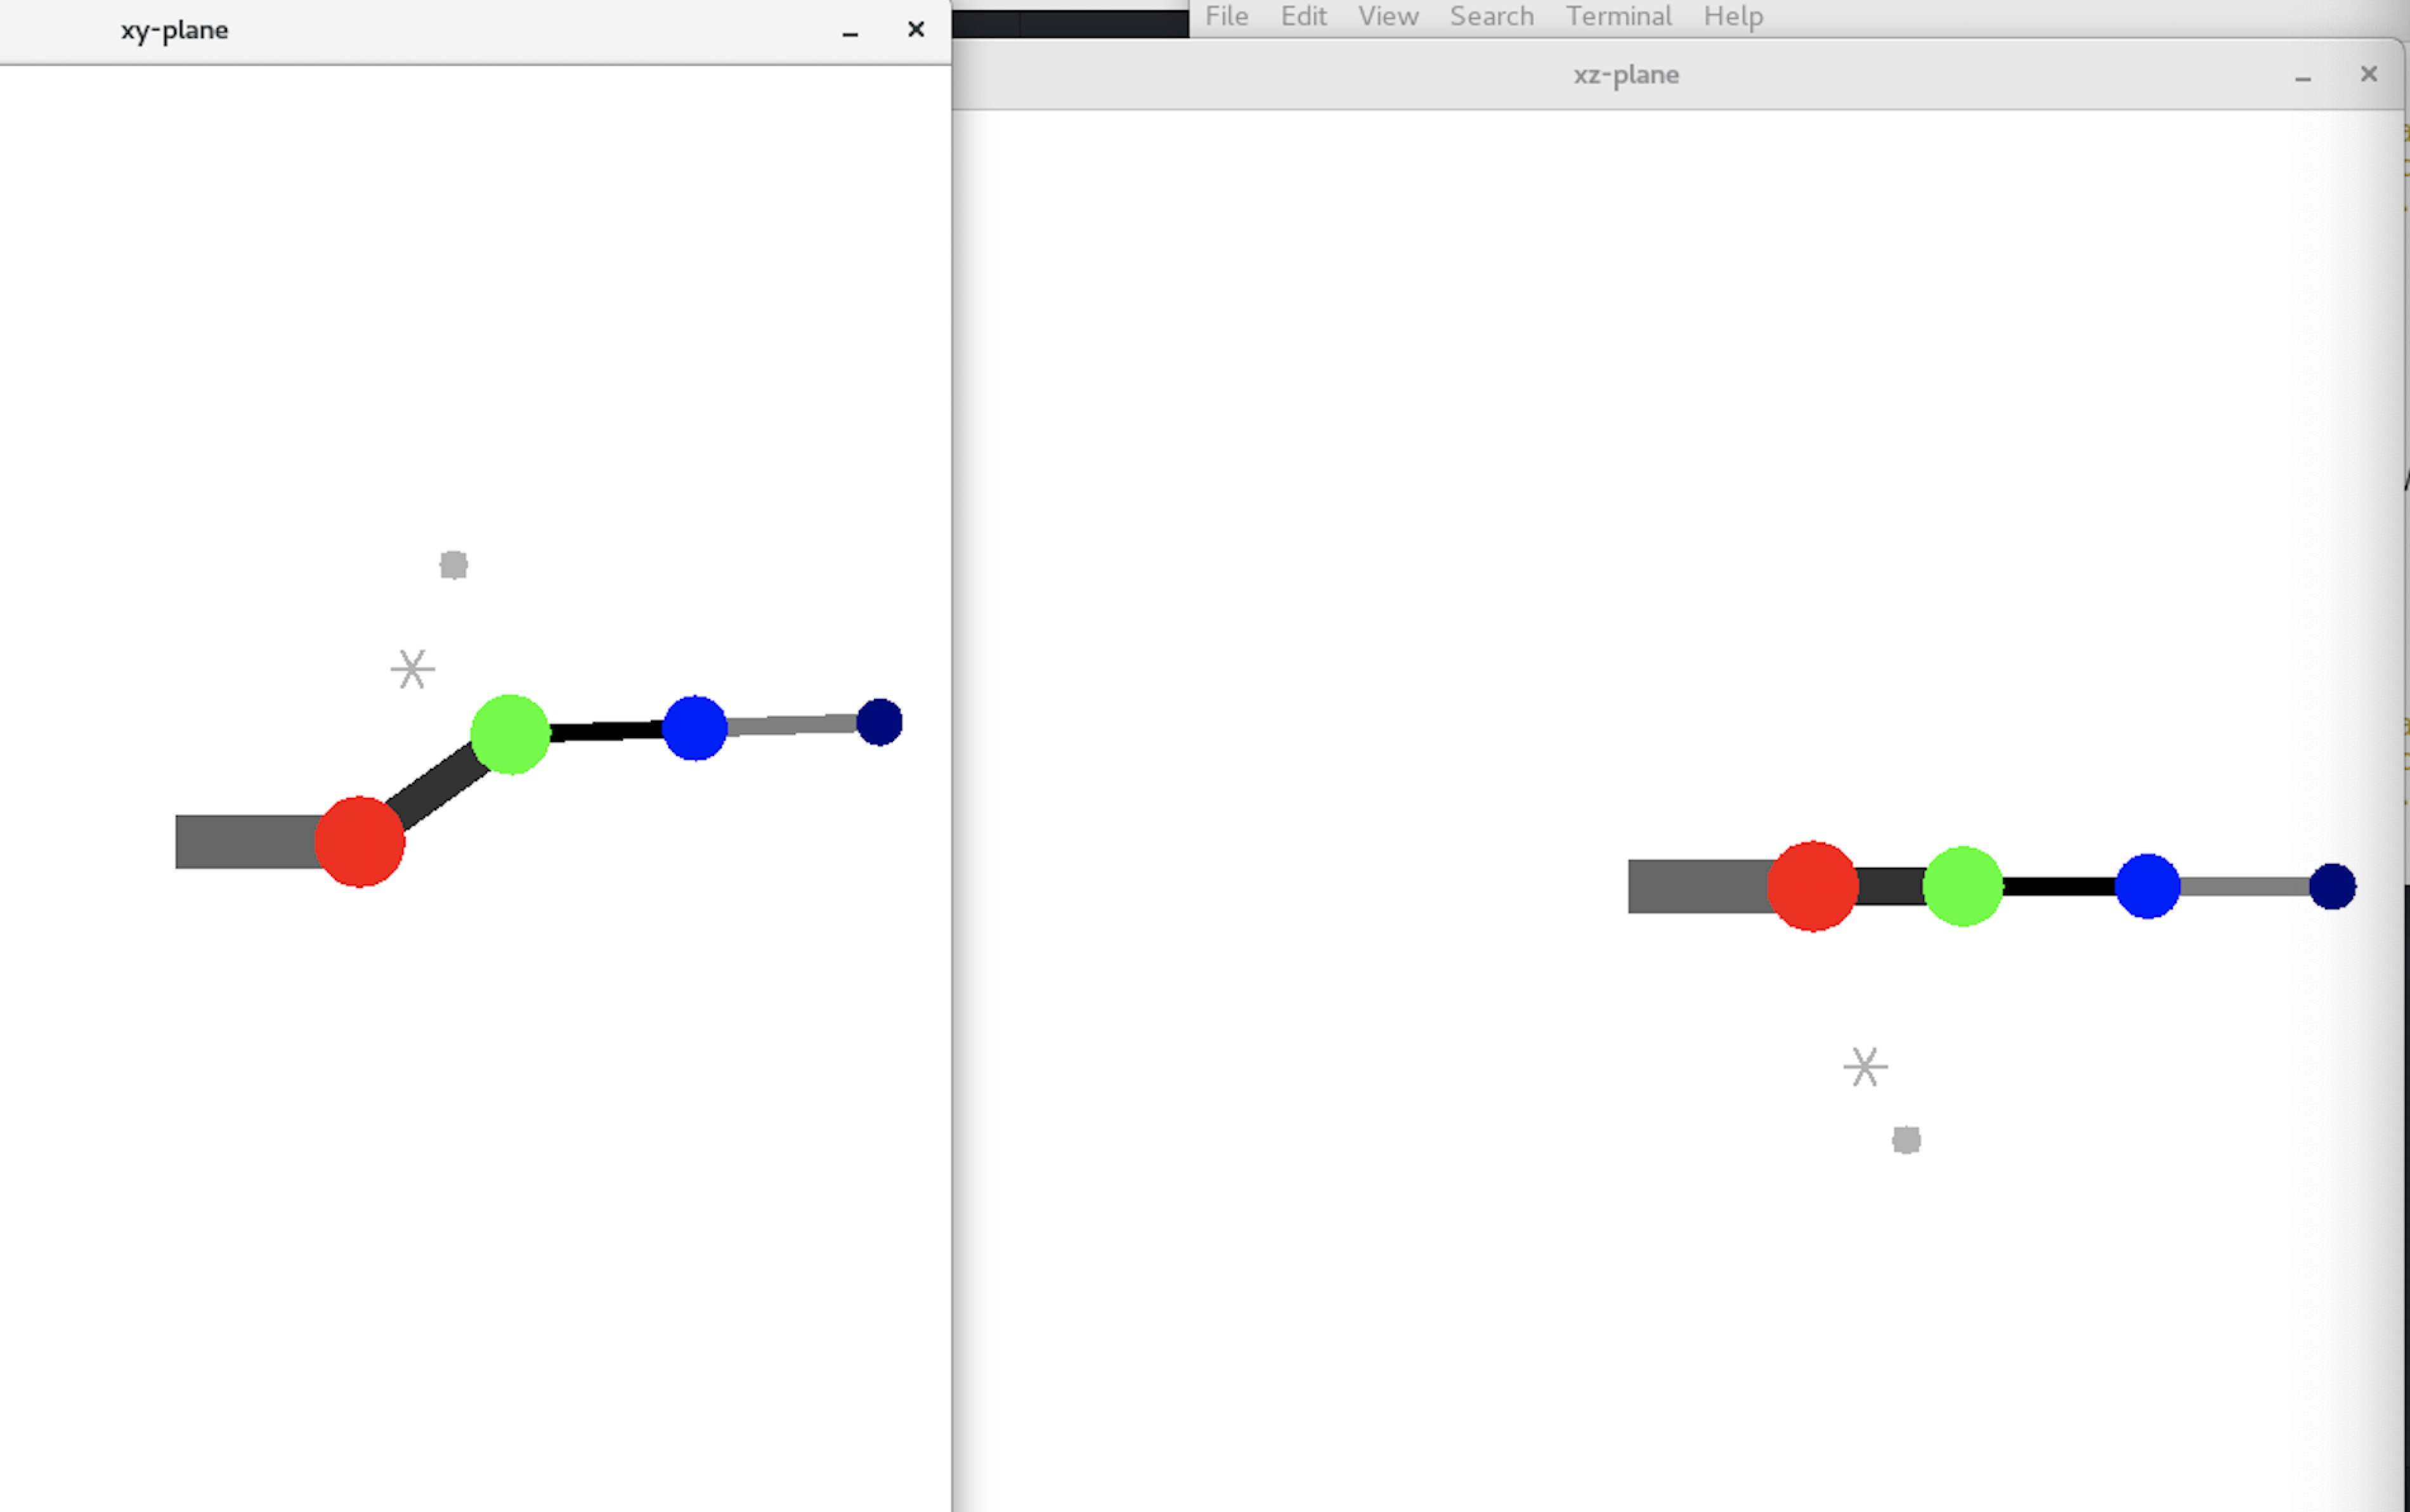 xy-plane
File Edit View Search Terminal Help
xz-plane